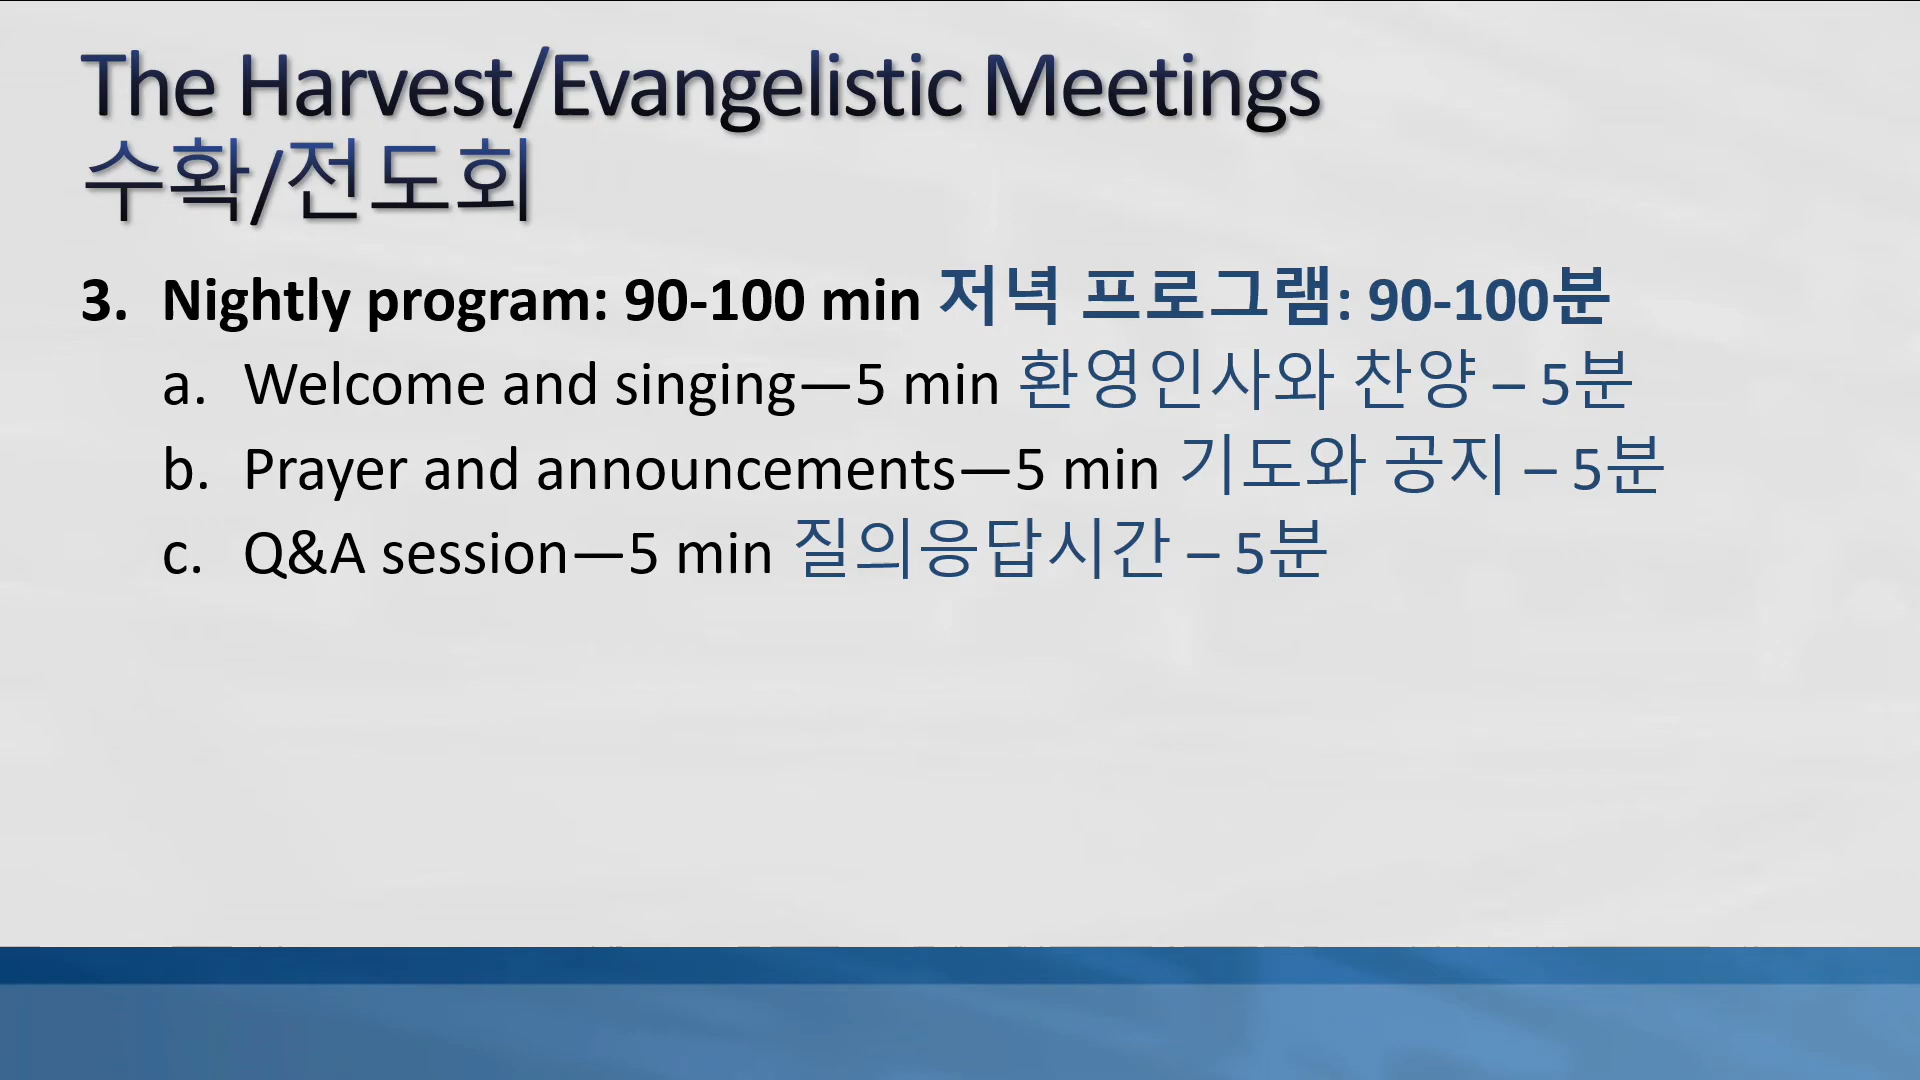 The Harvest/Evangelistic Meetings
수확/전도회
3. Nightly program: 90-100 min 저녁 프로그램: 90-100분
a. Welcome and singing—5 min 환영인사와 찬양 – 5분
b. Prayer and announcements—5 min 기도와 공지 – 5분
c. Q&A session—5 min 질의응답시간 – 5분